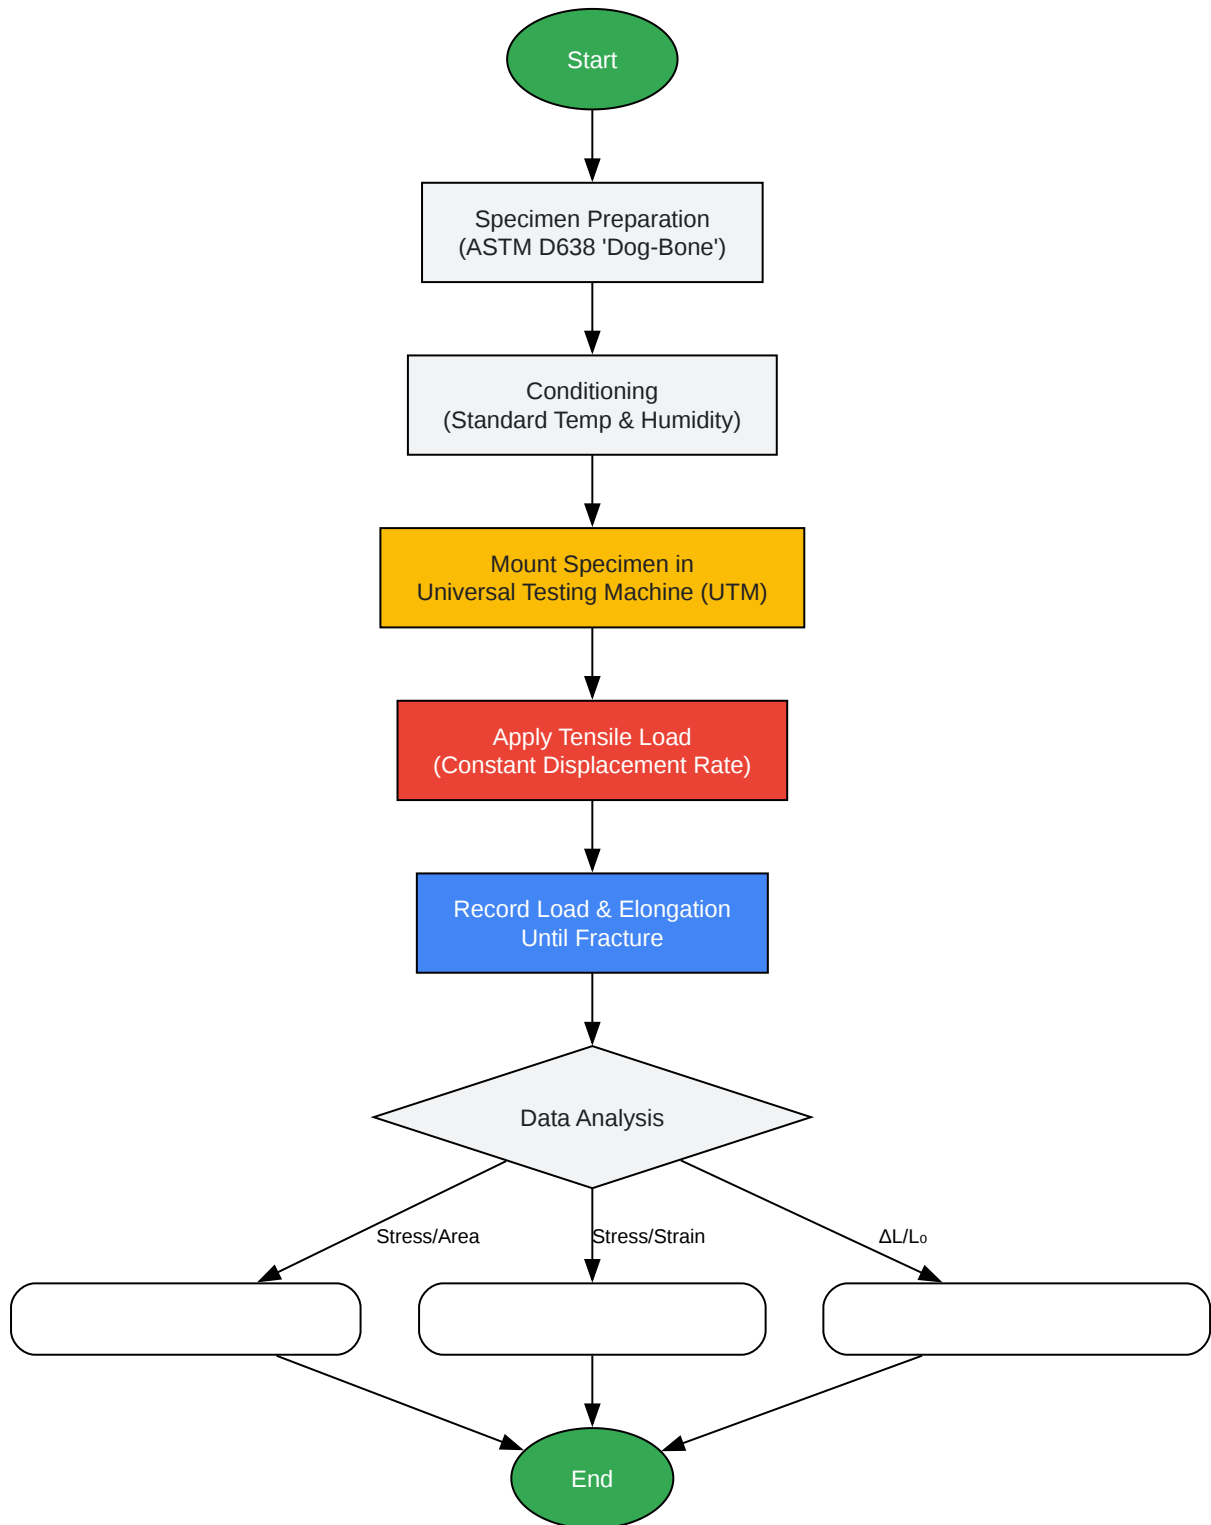 Start
Specimen Preparation
(ASTM D638 'Dog-Bone')
Conditioning
(Standard Temp & Humidity)
Mount Specimen in
Universal Testing Machine (UTM)
Apply Tensile Load
(Constant Displacement Rate)
Record Load & Elongation
Until Fracture
Data Analysis
Stress/Area
Stress/Strain
ΔL/L₀
End